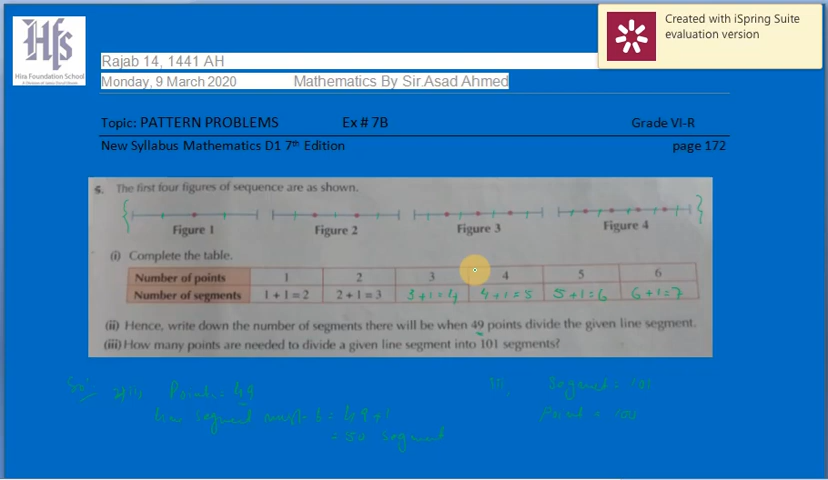 Created with iSpring Suite
evaluation version
Hfs
Hira Foundation School
Rajab 14, 1441 AH
Monday, 9 March 2020 Mathematics By Sir.Asad Ahmed
Topic: PATTERN PROBLEMS Ex # 7B Grade VI-R
New Syllabus Mathematics D1 7th Edition page 172
5. The first four figures of sequence are as shown.
Figure 1 Figure 2 Figure 3 Figure 4
(i) Complete the table.
Number of points 1 2 3 4 5 6
Number of segments 1 + 1 = 2 2 + 1 = 3 3+1=4 4+1=5 5+1=6 6+1=7
(ii) Hence, write down the number of segments there will be when 49 points divide the given line segment.
(iii) How many points are needed to divide a given line segment into 101 segments?
Point = 49
segment = 49+1
= 50 segment
Segment = 101
Point = 100